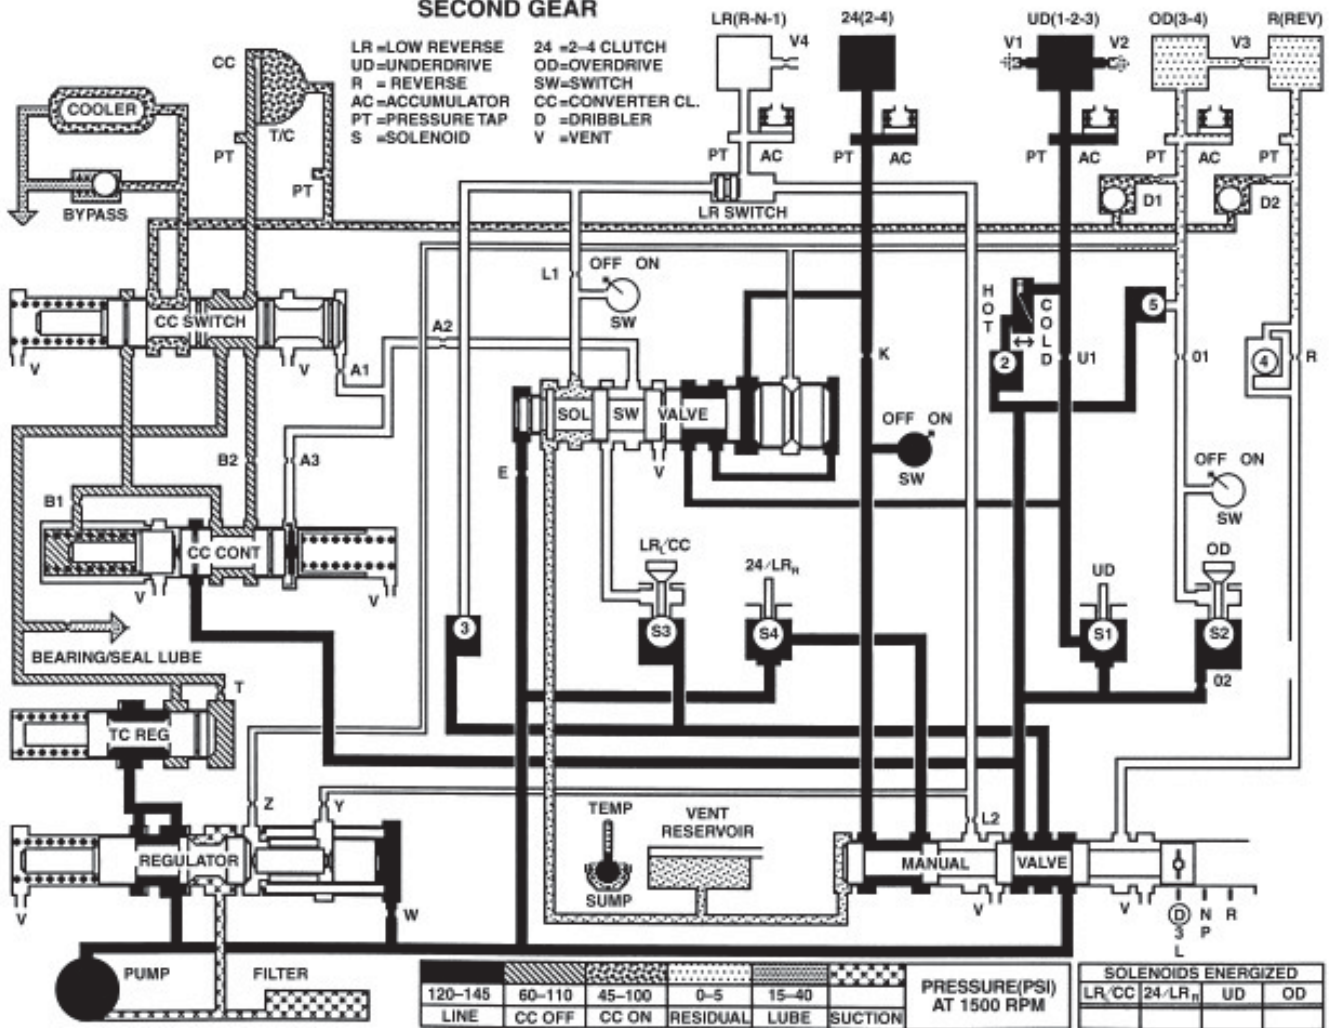 SECOND GEAR
LR =LOW REVERSE
UD=UNDERDRIVE
R = REVERSE
AC=ACCUMULATOR
PT =PRESSURE TAP
S =SOLENOID
24 =2–4 CLUTCH
OD=OVERDRIVE
SW=SWITCH
CC=CONVERTER CL.
D =DRIBBLER
V =VENT
LR(R-N-1)
24(2-4)
UD(1-2-3)
OD(3-4)
R(REV)
V4
V1
V2
V3
CC
COOLER
T/C
PT
PT
BYPASS
PT
AC
PT
AC
PT
AC
PT
AC
PT
LR SWITCH
D1
D2
L1
OFF ON
SW
HOT
COLD
5
CC SWITCH
A2
V
V
A1
K
2
U1
01
4
R
SOL
SW
VALVE
OFF ON
SW
B2
A3
E
V
OFF ON
SW
B1
CC CONT
LRL/CC
24/LRH
UD
OD
V
V
3
S3
S4
S1
S2
BEARING/SEAL LUBE
02
T
TC REG
Z
Y
TEMP
VENT
RESERVOIR
L2
REGULATOR
MANUAL
VALVE
SUMP
V
W
V
V
D
3
L
N
P
R
PUMP
FILTER
120–145
60–110
45–100
0–5
15–40
LINE
CC OFF
CC ON
RESIDUAL
LUBE
SUCTION
PRESSURE(PSI)
AT 1500 RPM
SOLENOIDS ENERGIZED
LRL/CC
24/LRH
UD
OD